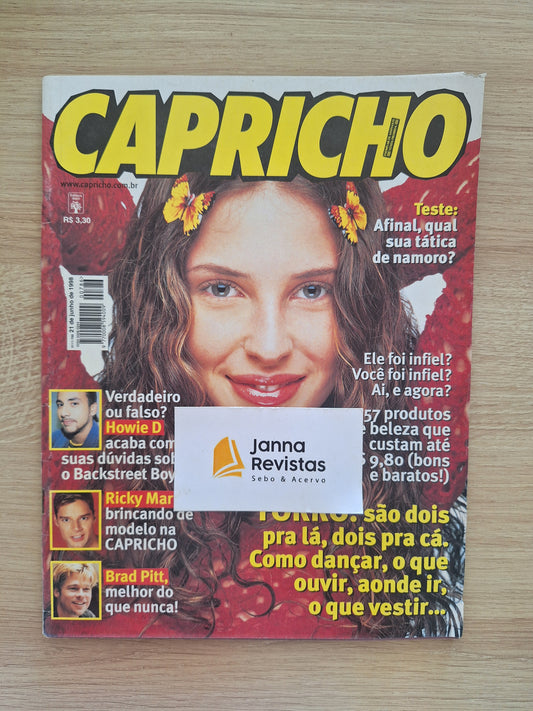 CAPRICHO
www.capricho.com.br
R$ 3,30
21 de junho de 1998
Teste:
Afinal, qual
sua tática
de namoro?
Ele foi infiel?
Você foi infiel?
Ai, e agora?
57 produtos
beleza que
custam até
$ 9,80 (bons
e baratos!)
Verdadeiro
ou falso?
Howie D
acaba com
suas dúvidas sob
o Backstreet Boy
Janna
Revistas
Sebo & Acervo
Ricky Mar
brincando de
modelo na
CAPRICHO
FORRÓ: são dois
pra lá, dois pra cá.
Como dançar, o que
ouvir, aonde ir,
o que vestir...
Brad Pitt,
melhor do
que nunca!